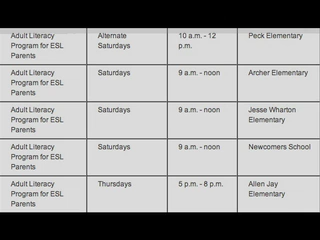 Adult Literacy Alternate 10 a.m. - 12 Peck Elementary
Program for ESL Saturdays p.m.
Parents
Adult Literacy Saturdays 9 a.m. - noon Archer Elementary
Program for ESL
Parents
Adult Literacy Saturdays 9 a.m. - noon Jesse Wharton
Program for ESL Elementary
Parents
Adult Literacy Saturdays 9 a.m. - noon Newcomers School
Program for ESL
Parents
Adult Literacy Thursdays 5 p.m. - 8 p.m. Allen Jay
Program for ESL Elementary
Parents